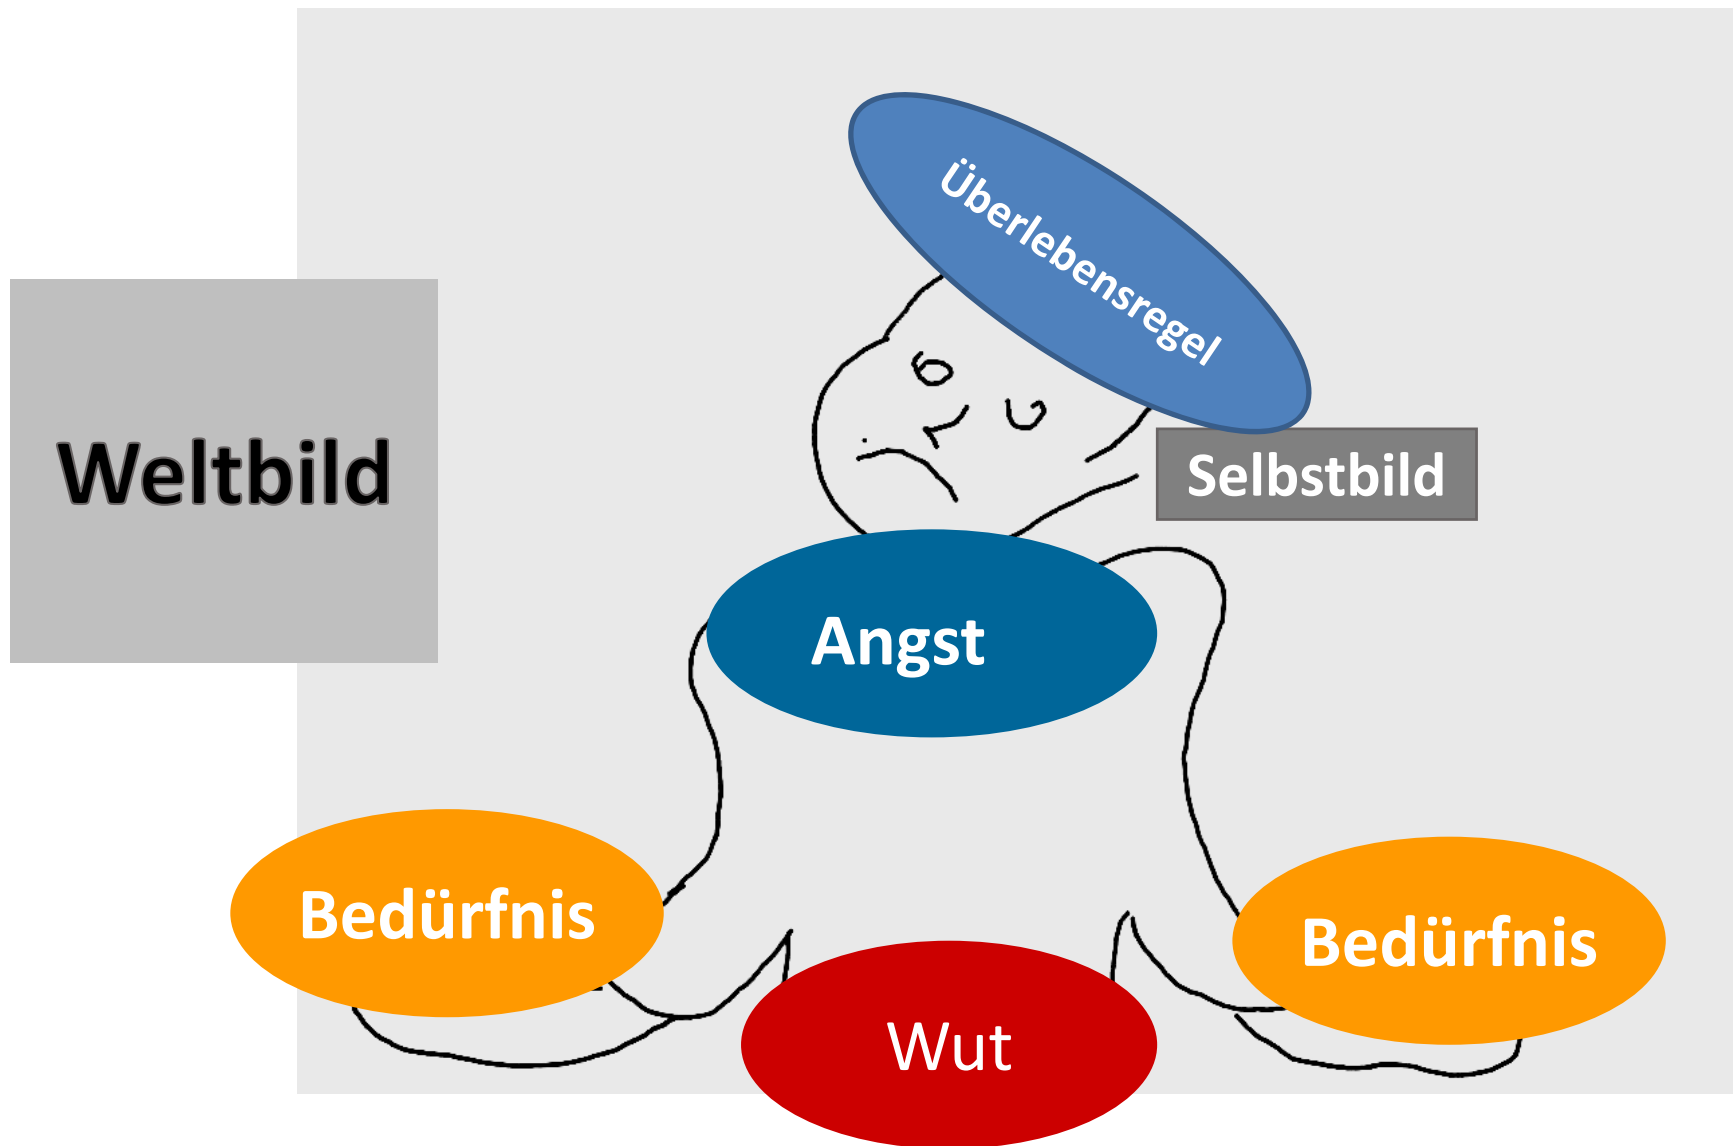 Überlebensregel
Weltbild
Selbstbild
Angst
Bedürfnis
Bedürfnis
Wut